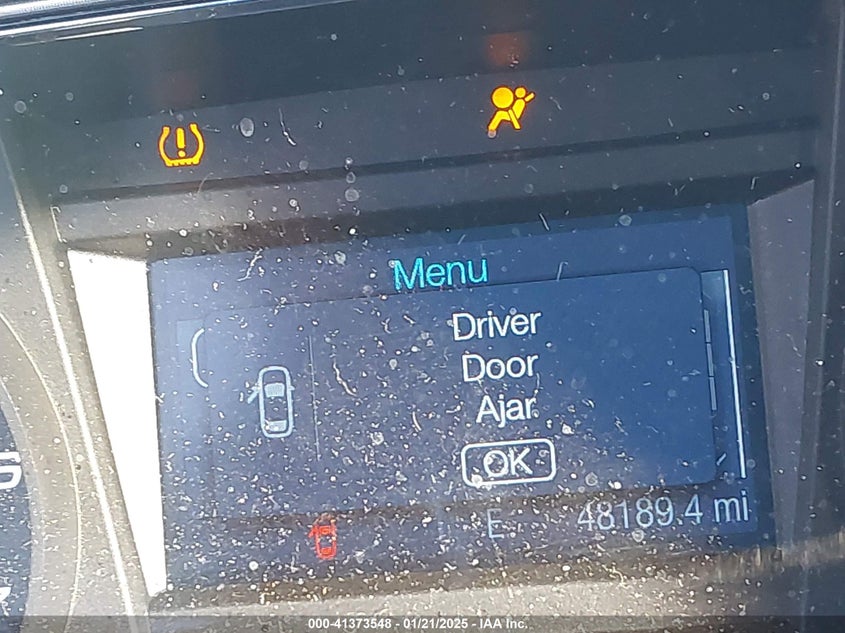 Menu
Driver
Door
Ajar.
OK
E
48189.4 mi
000-41373548 - 01/21/2025 - IAA Inc.